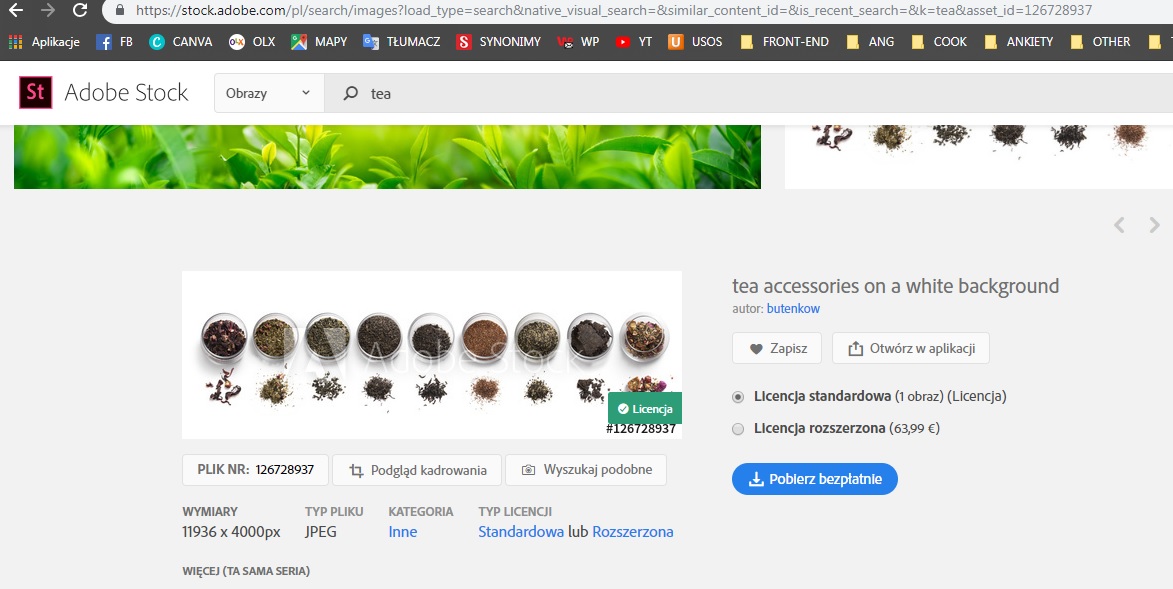 https://stock.adobe.com/pl/search/images?load_type=search&native_visual_search=&similar_content_id=&is_recent_search=&k=tea&asset_id=126728937
Aplikacje FB CANVA OLX MAPY TŁUMACZ SYNONIMY WP YT USOS FRONT-END ANG COOK ANKIETY OTHER
St Adobe Stock Obrazy tea
tea accessories on a white background
autor: butenkow
Zapisz Otwórz w aplikacji
Adobe Stock
Licencja standardowa (1 obraz) (Licencja)
Licencja
#126728937
Licencja rozszerzona (63,99 €)
PLIK NR: 126728937 Podgląd kadrowania Wyszukaj podobne
Pobierz bezpłatnie
WYMIARY TYP PLIKU KATEGORIA TYP LICENCJI
11936 x 4000px JPEG Inne Standardowa lub Rozszerzona
WIĘCEJ (TA SAMA SERIA)